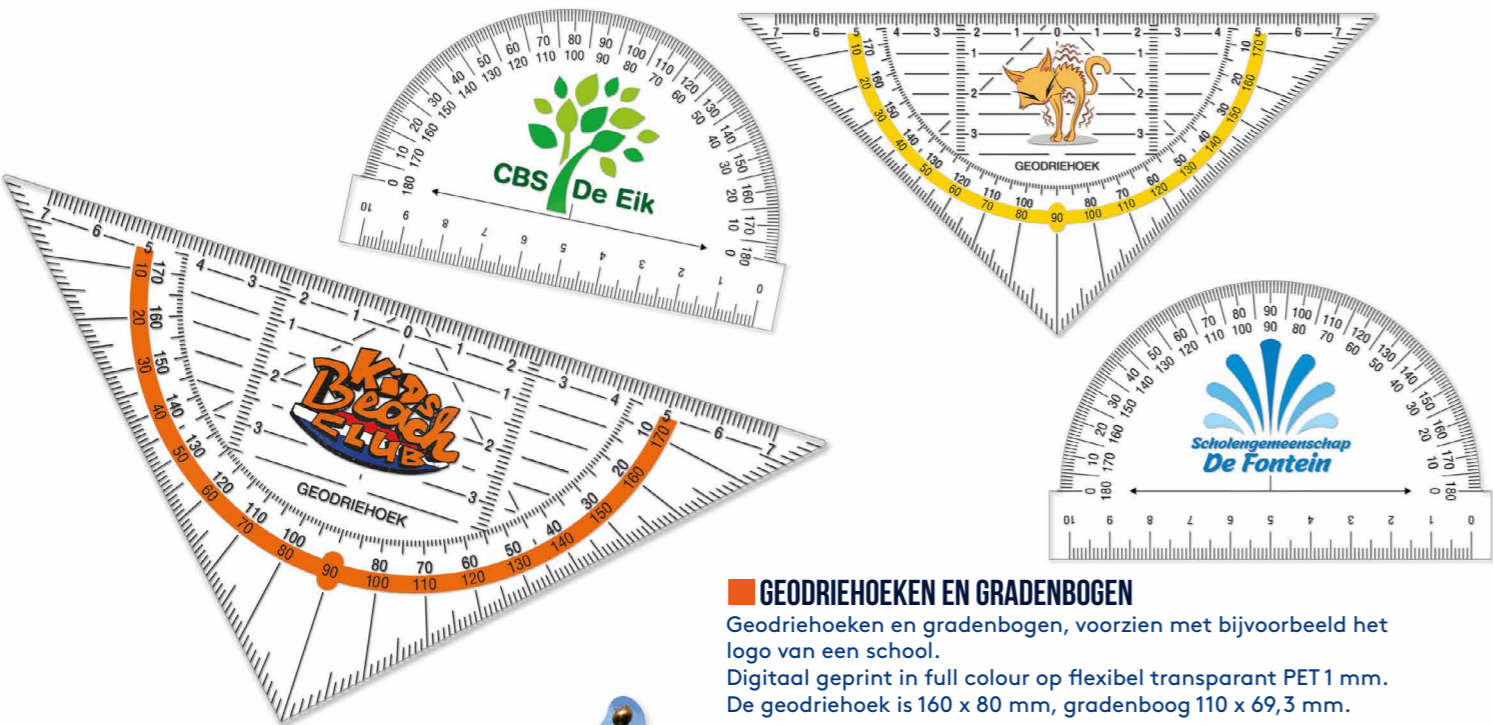 CBS De Eik
GEODRIEHOEK
Kids
Beach
CLUB
GEODRIEHOEK
Scholengemeenschap
De Fontein
GEODRIEHOEKEN EN GRADENBOGEN
Geodriehoeken en gradenbogen, voorzien met bijvoorbeeld het
logo van een school.
Digitaal geprint in full colour op flexibel transparant PET 1 mm.
De geodriehoek is 160 x 80 mm, gradenboog 110 x 69,3 mm.